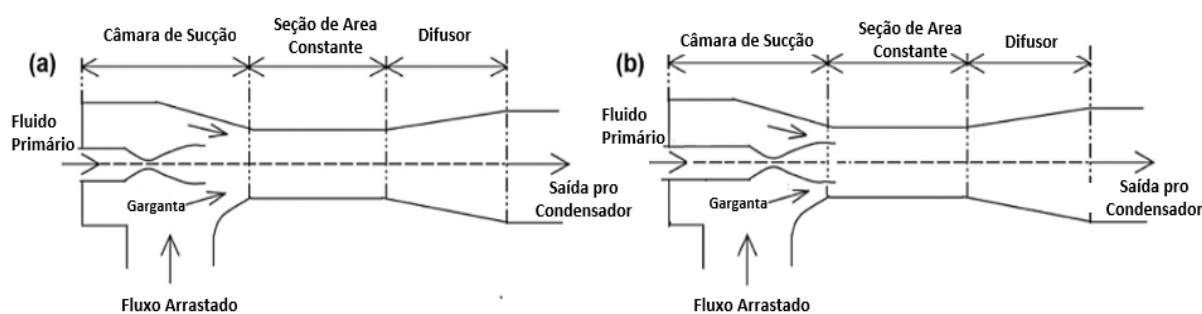 (a)
Câmara de Sucção
Seção de Area
Constante
Difusor
Fluido
Primário
Garganta
Saída pro
Condensador
Fluxo Arrastado
(b)
Câmara de Sucção
Seção de Area
Constante
Difusor
Fluido
Primário
Garganta
Saída pro
Condensador
Fluxo Arrastado